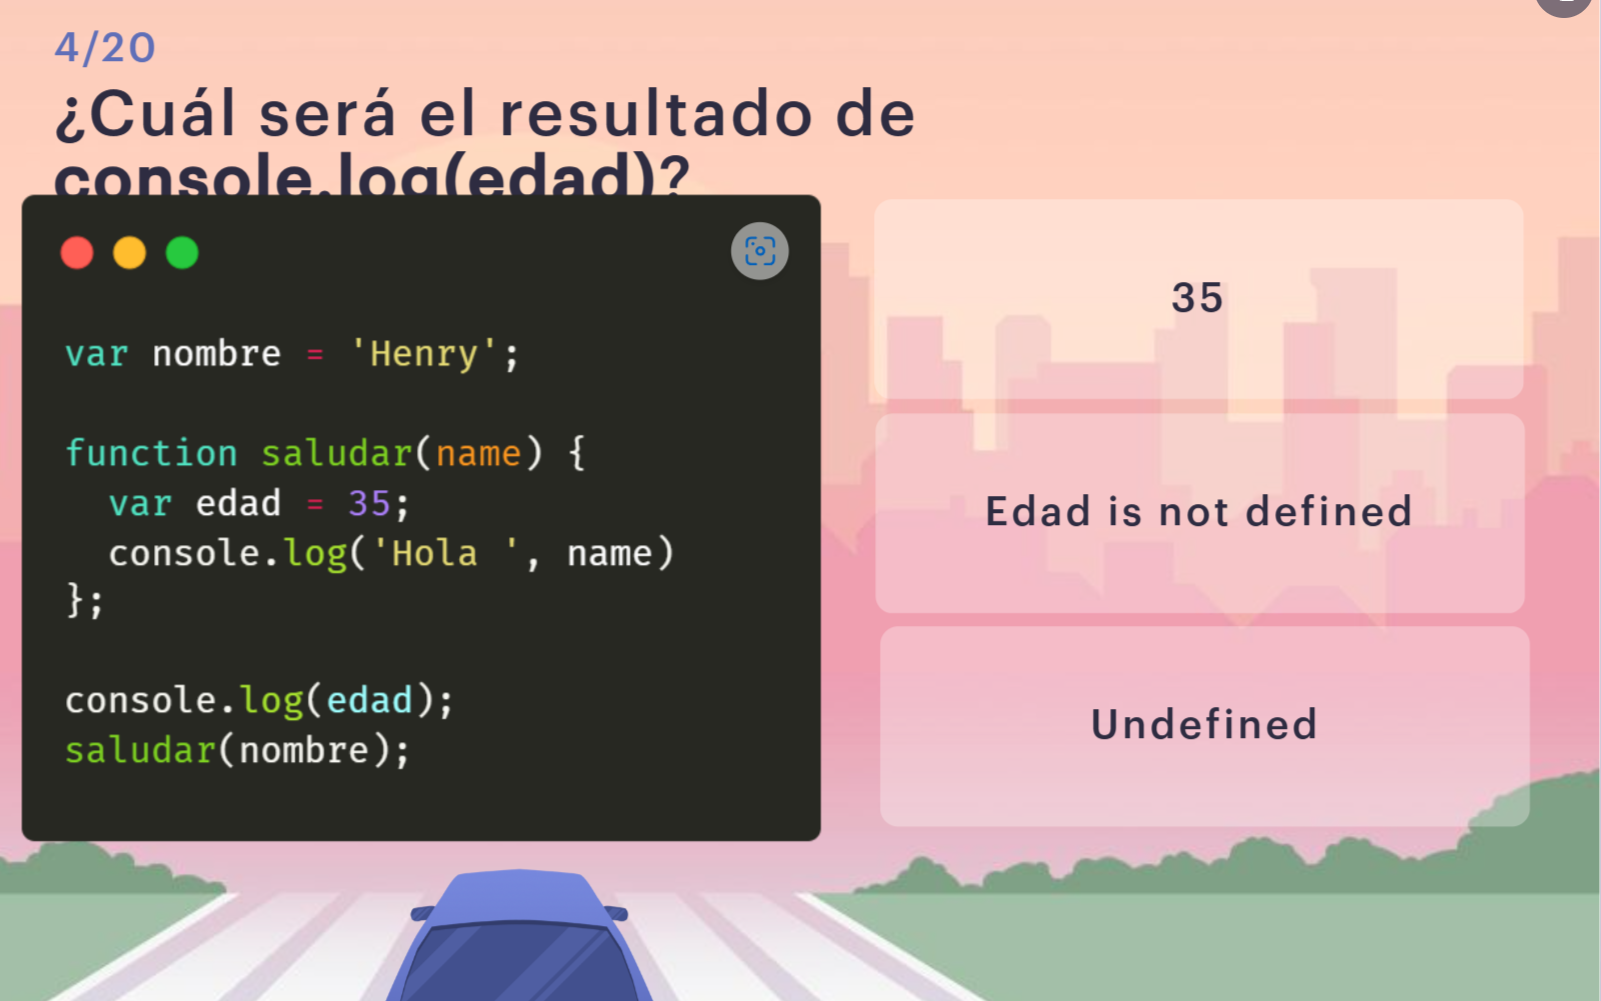 4/20
¿Cuál será el resultado de
console.log(edad)?
var nombre = 'Henry';
function saludar(name) {
  var edad = 35;
  console.log('Hola ', name)
};
console.log(edad);
saludar(nombre);
35
Edad is not defined
Undefined